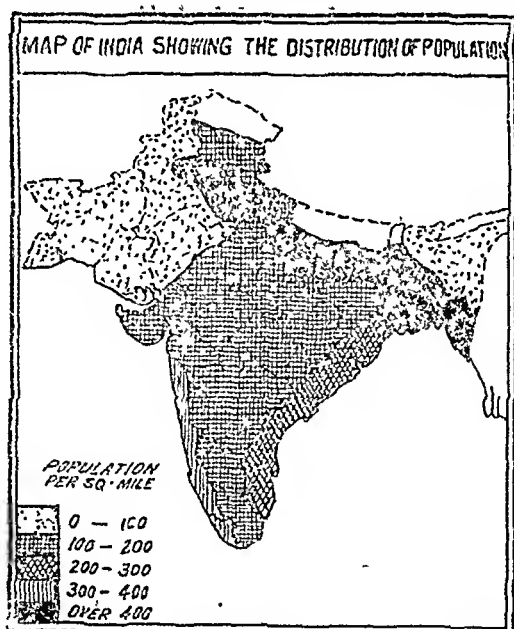 MAP OF INDIA SHOWING THE DISTRIBUTION OF POPULATION
POPULATION
PER SQ. MILE
0 — 100
100 – 200
200 – 300
300 – 400
OVER 400